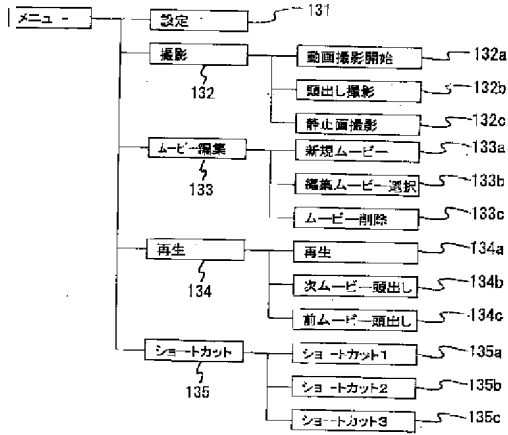 メニュー
設定
131
撮影
132
動画撮影開始
132a
頭出し撮影
132b
静止画撮影
132c
ムービー編集
133
新規ムービー
133a
編集ムービー選択
133b
ムービー削除
133c
再生
134
再生
134a
次ムービー頭出し
134b
前ムービー頭出し
134c
ショートカット
135
ショートカット1
135a
ショートカット2
135b
ショートカット3
135c